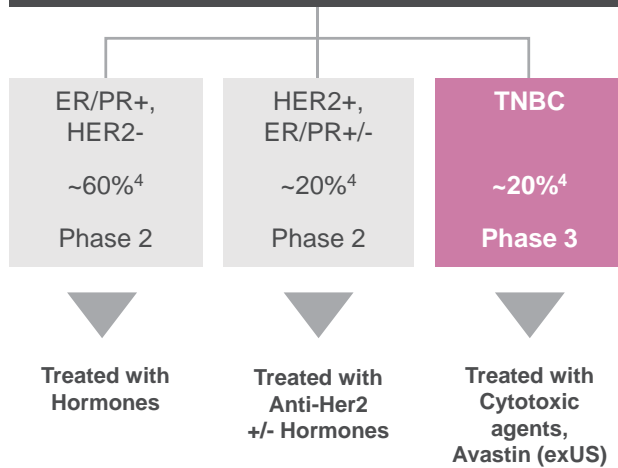 ER/PR+,
HER2-
~60%4
Phase 2
HER2+,
ER/PR+/-
~20%4
Phase 2
TNBC
~20%4
Phase 3
Treated with
Hormones
Treated with
Anti-Her2
+/- Hormones
Treated with
Cytotoxic
agents,
Avastin (exUS)